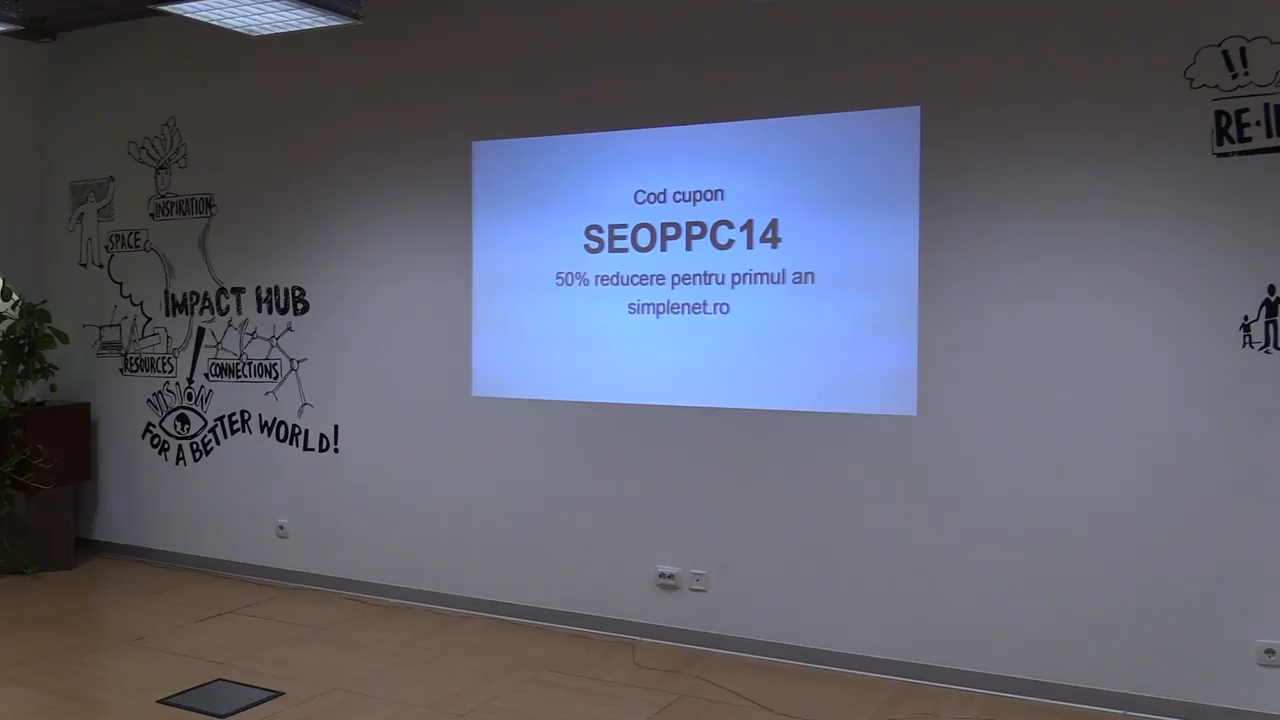 INSPIRATION
SPACE
IMPACT HUB
RESOURCES
CONNECTIONS
VISION
FOR A BETTER WORLD!
Cod cupon
SEOPPC14
50% reducere pentru primul an
simplenet.ro
!!